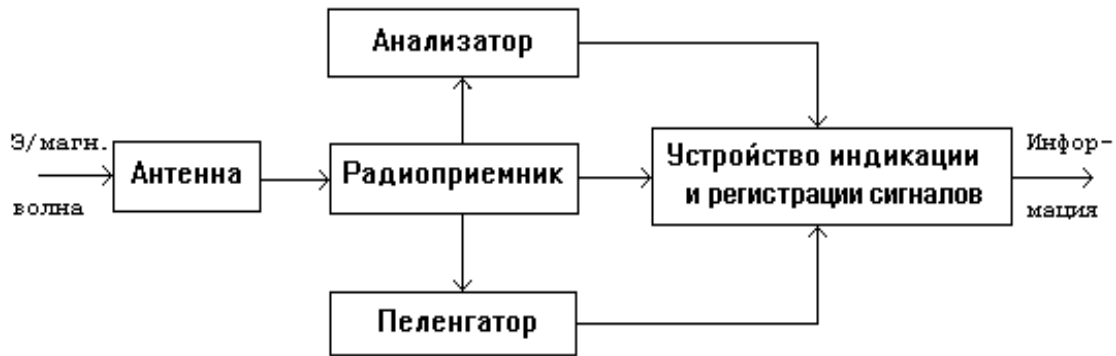 Анализатор
Э/магн.
волна
Антенна
Радиоприемник
Устройство индикации
и регистрации сигналов
Инфор-
мация
Пеленгатор